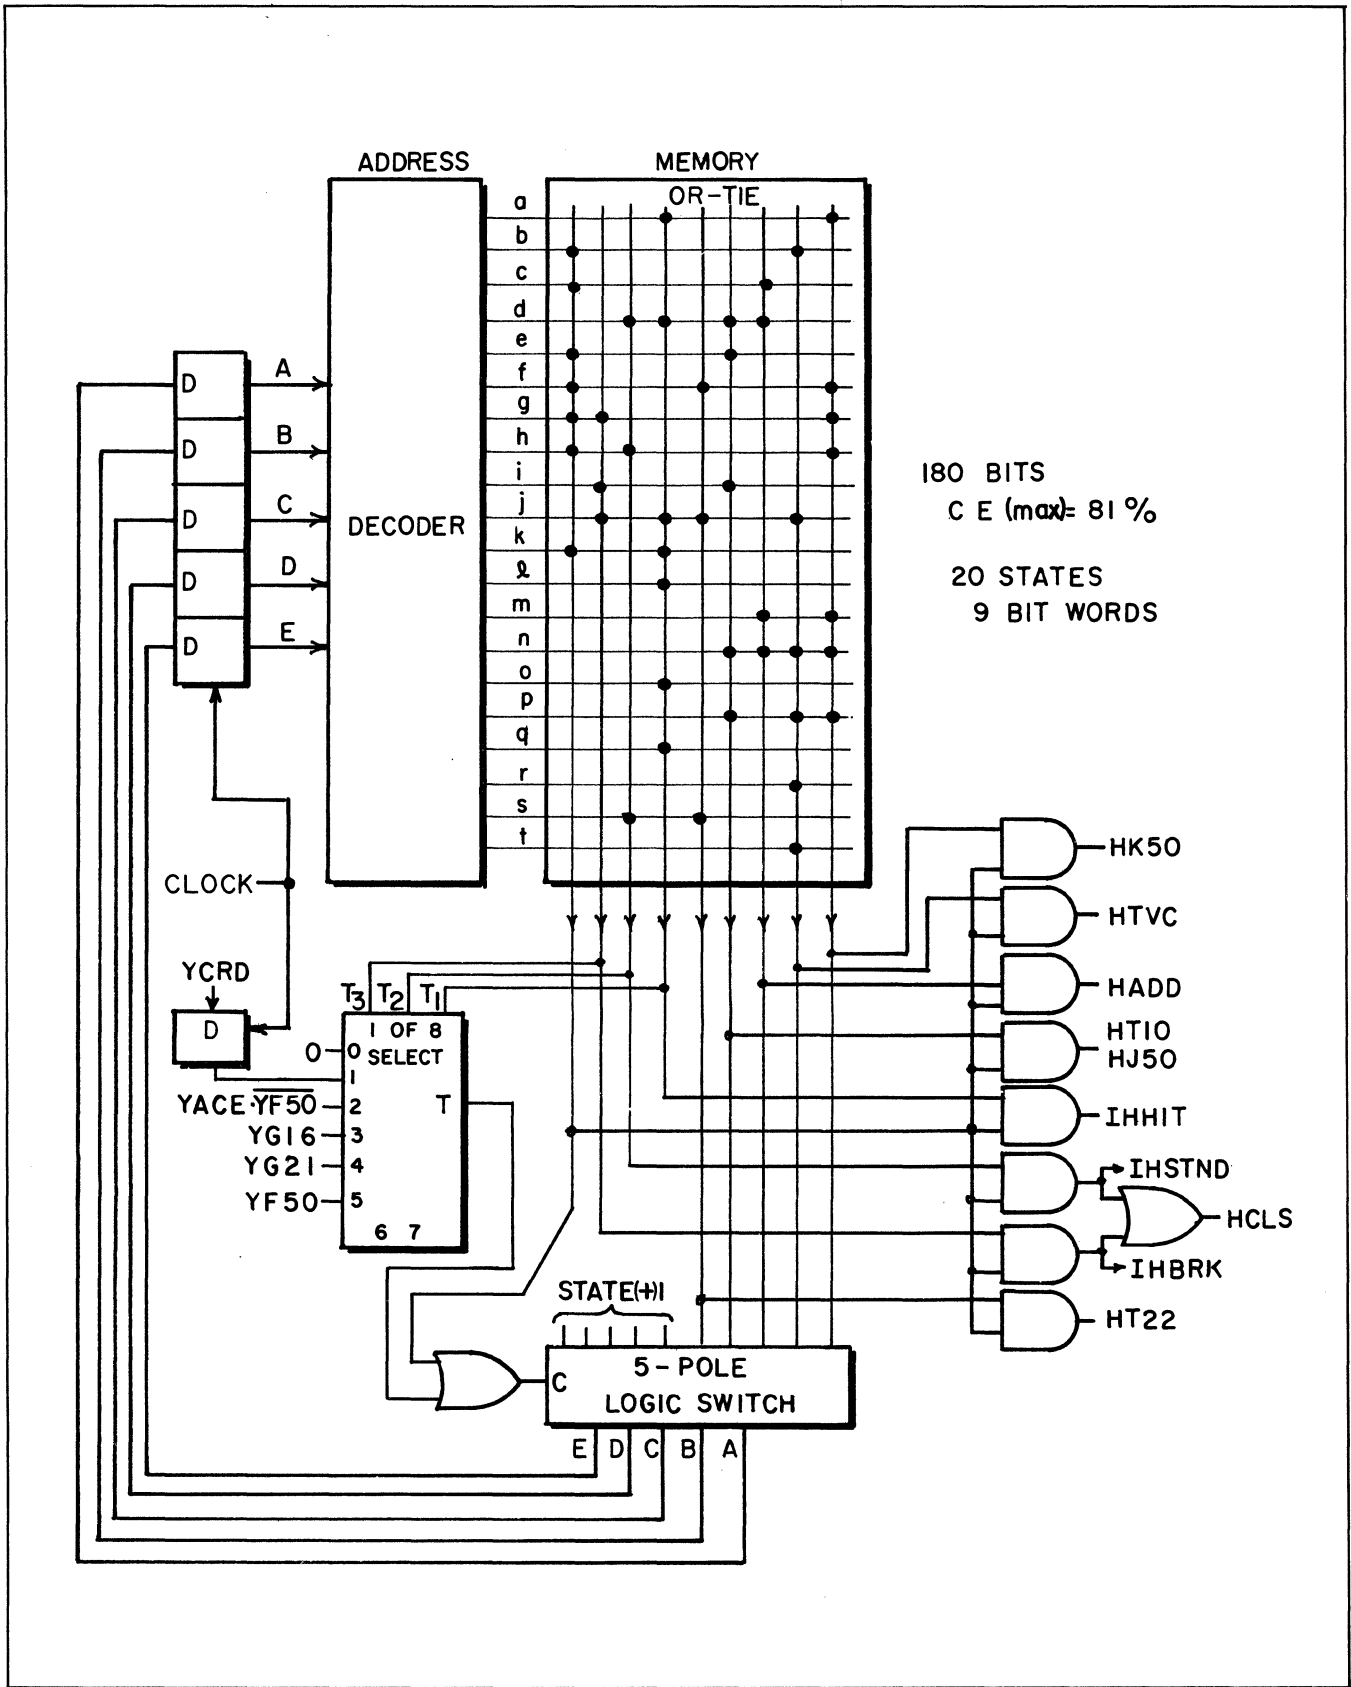 ADDRESS
MEMORY
OR-TIE
a
b
c
d
e
f
g
h
i
j
k
ℓ
m
n
o
p
q
r
s
t
D
A
D
B
D
C
D
D
D
E
DECODER
180 BITS
C E (max)= 81 %
20 STATES
9 BIT WORDS
CLOCK
YCRD
D
T3 T2 T1
1 OF 8
SELECT
0 0
1
YACE·\overline{YF50} 2
T
YG16 3
YG21 4
YF50 5
6 7
HK50
HTVC
HADD
HT10
HJ50
IHHIT
IHSTND
HCLS
IHBRK
HT22
STATE(+)1
C
5-POLE
LOGIC SWITCH
E D C B A